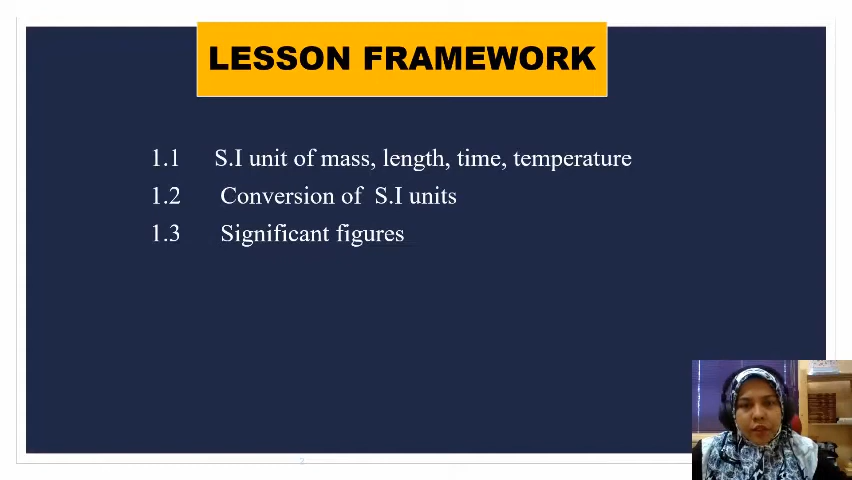 LESSON FRAMEWORK
1.1 S.I unit of mass, length, time, temperature
1.2 Conversion of S.I units
1.3 Significant figures
2